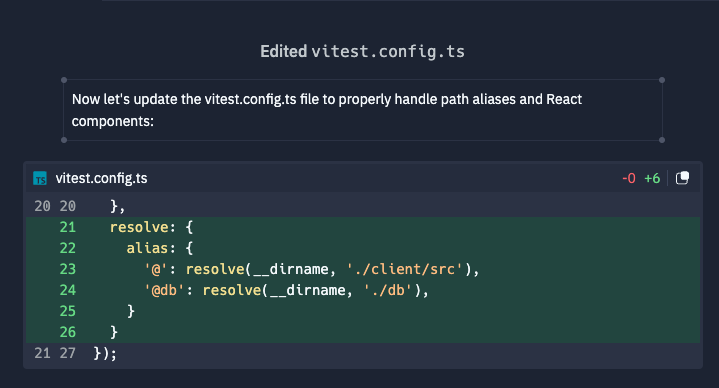 Edited vitest.config.ts
Now let's update the vitest.config.ts file to properly handle path aliases and React
components:
TS vitest.config.ts -0 +6
20 20 },
21 resolve: {
22 alias: {
23 '@': resolve(__dirname, './client/src'),
24 '@db': resolve(__dirname, './db'),
25 }
26 }
21 27 });